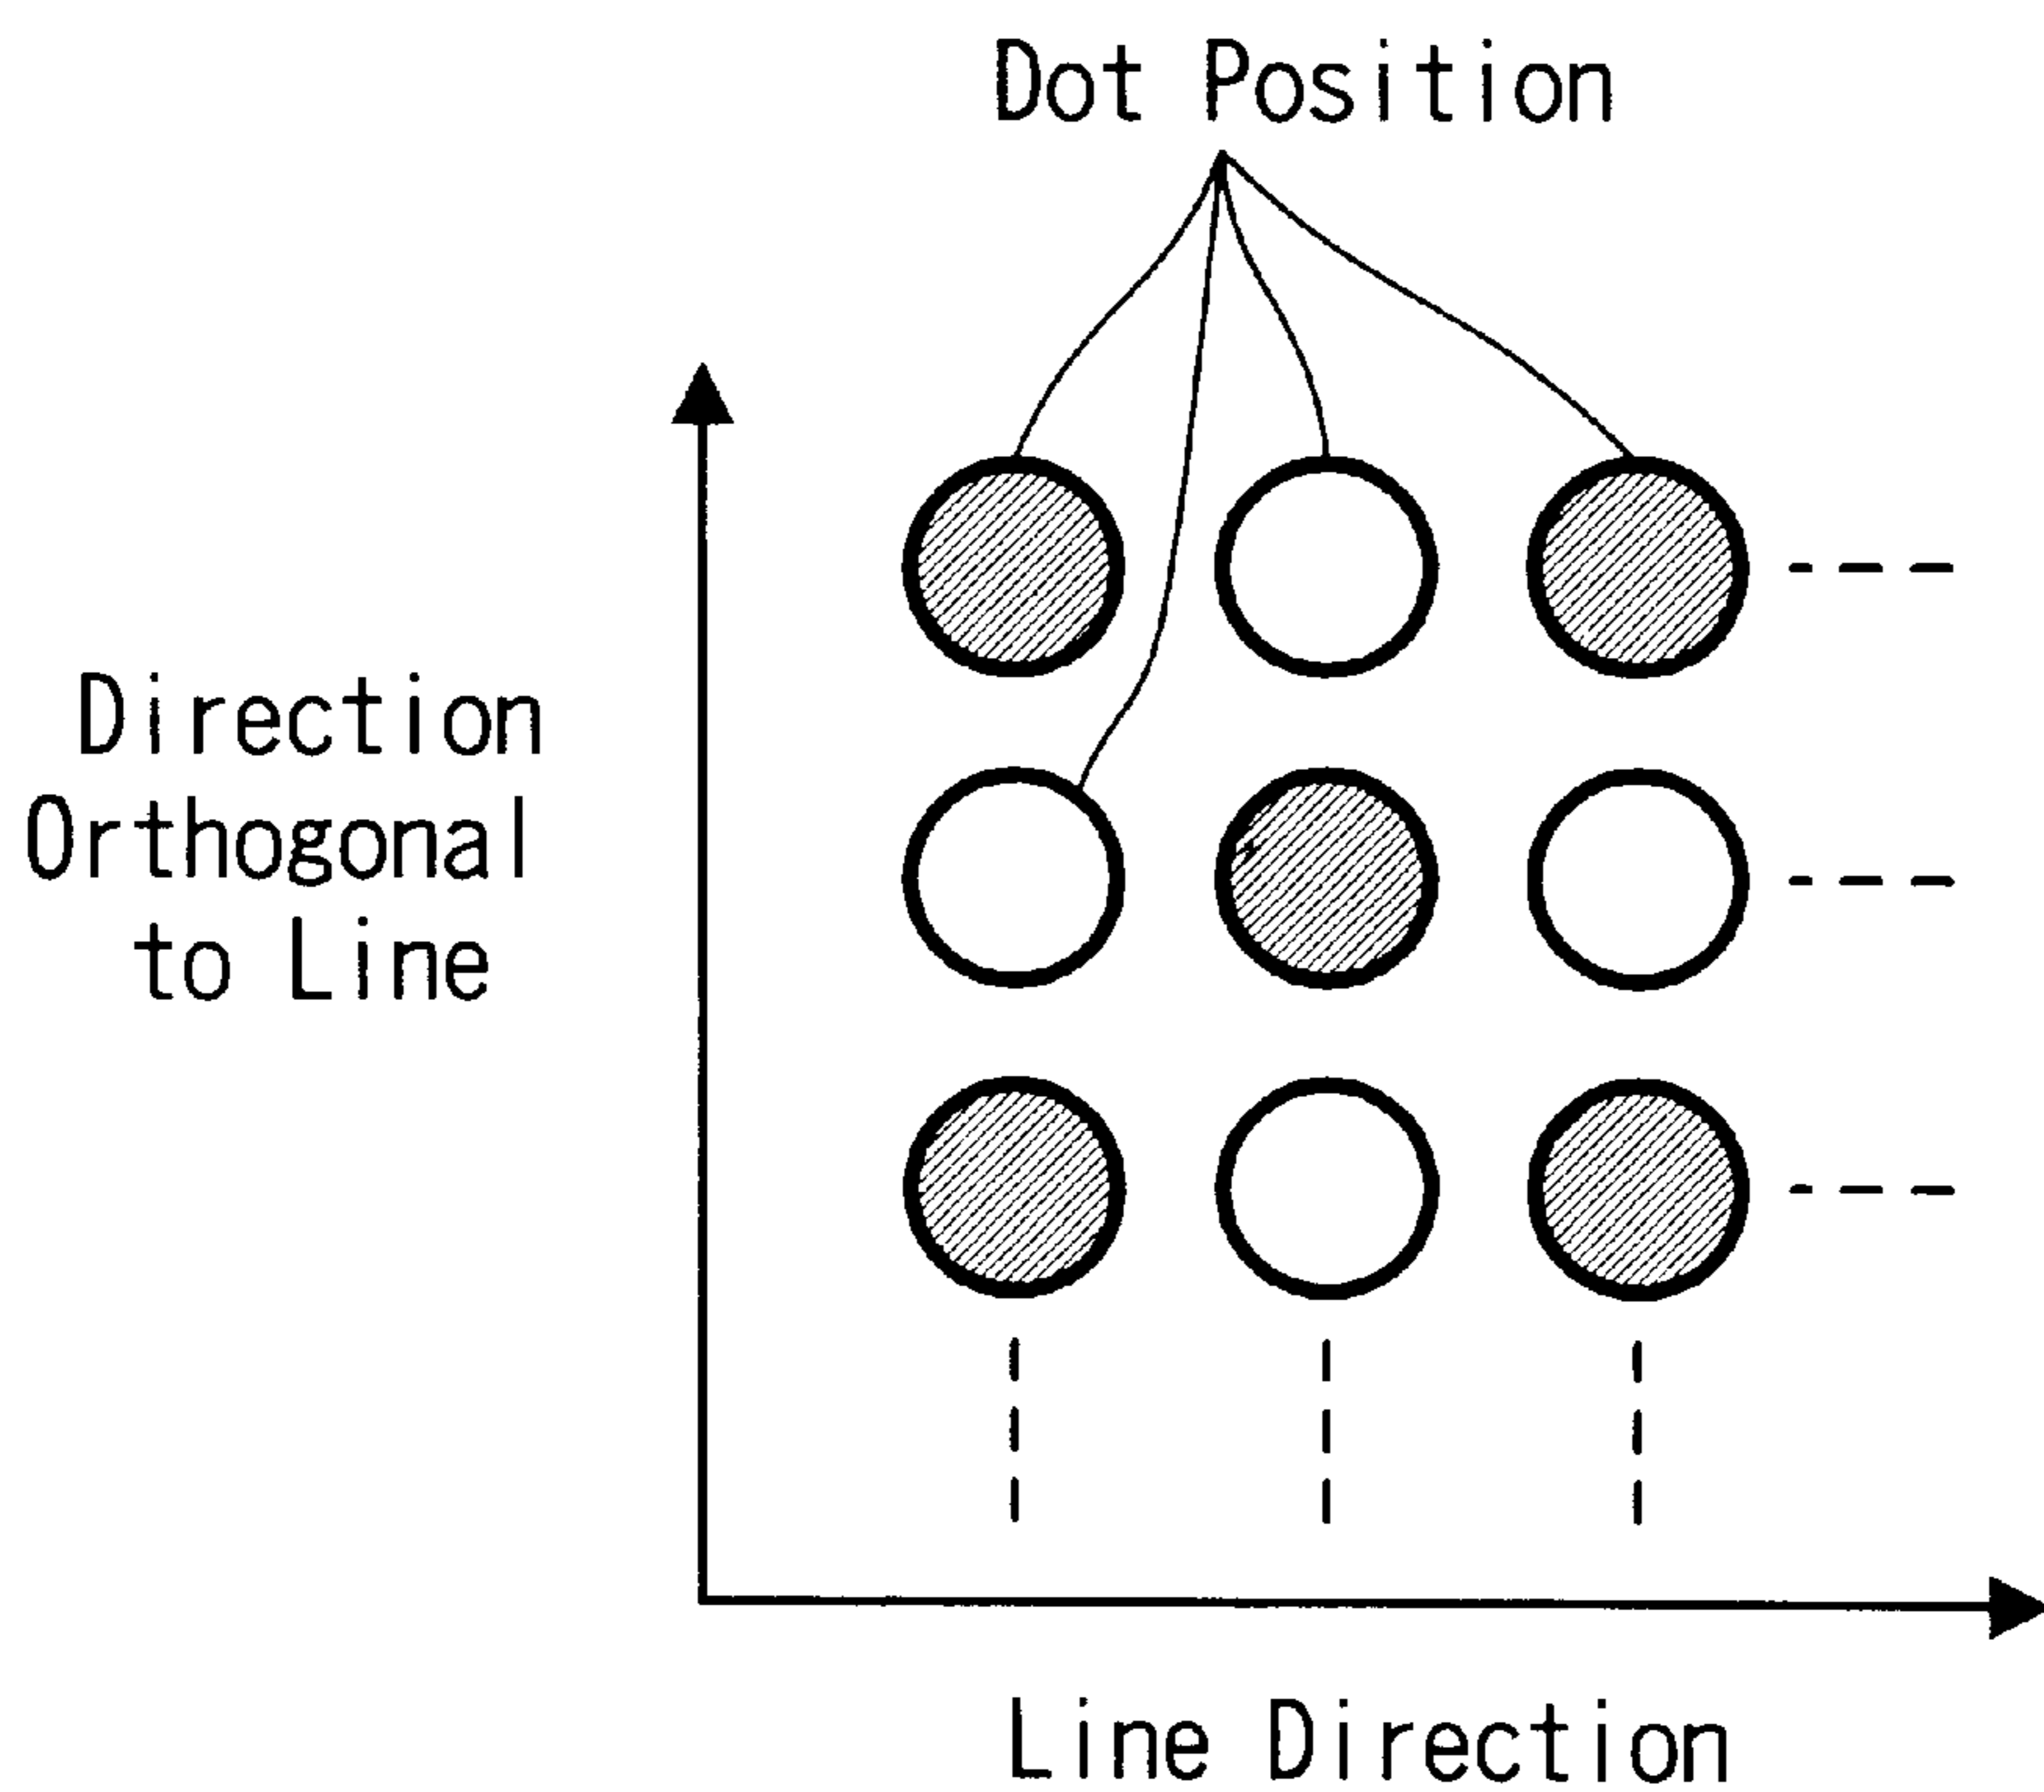 Dot Position
Direction
Orthogonal
to Line
Line Direction